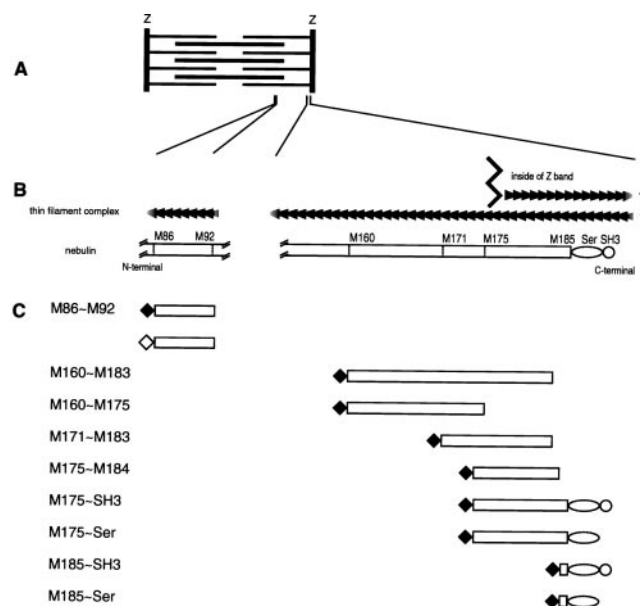 Z Z
A
B
inside of Z band
thin filament complex
M86 M92 M160 M171 M175 M185 Ser SH3
nebulin
N-terminal C-terminal
C
M86~M92
M160~M183
M160~M175
M171~M183
M175~M184
M175~SH3
M175~Ser
M185~SH3
M185~Ser